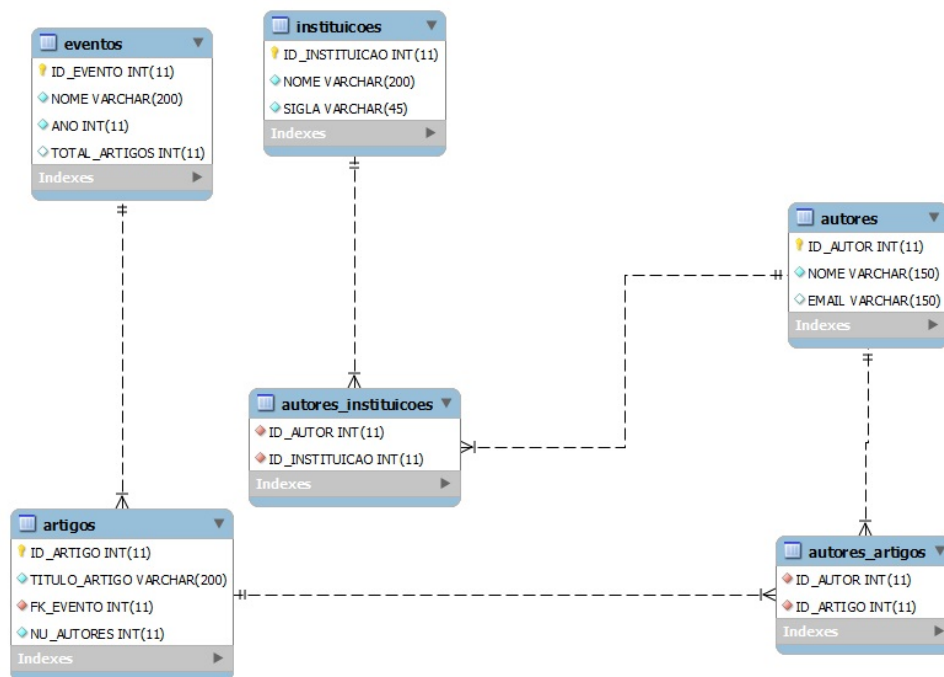 eventos
ID_EVENTO INT(11)
NOME VARCHAR(200)
ANO INT(11)
TOTAL_ARTIGOS INT(11)
Indexes
instituicoes
ID_INSTITUICAO INT(11)
NOME VARCHAR(200)
SIGLA VARCHAR(45)
Indexes
autores
ID_AUTOR INT(11)
NOME VARCHAR(150)
EMAIL VARCHAR(150)
Indexes
autores_instituicoes
ID_AUTOR INT(11)
ID_INSTITUICAO INT(11)
Indexes
artigos
ID_ARTIGO INT(11)
TITULO_ARTIGO VARCHAR(200)
FK_EVENTO INT(11)
NU_AUTORES INT(11)
Indexes
autores_artigos
ID_AUTOR INT(11)
ID_ARTIGO INT(11)
Indexes